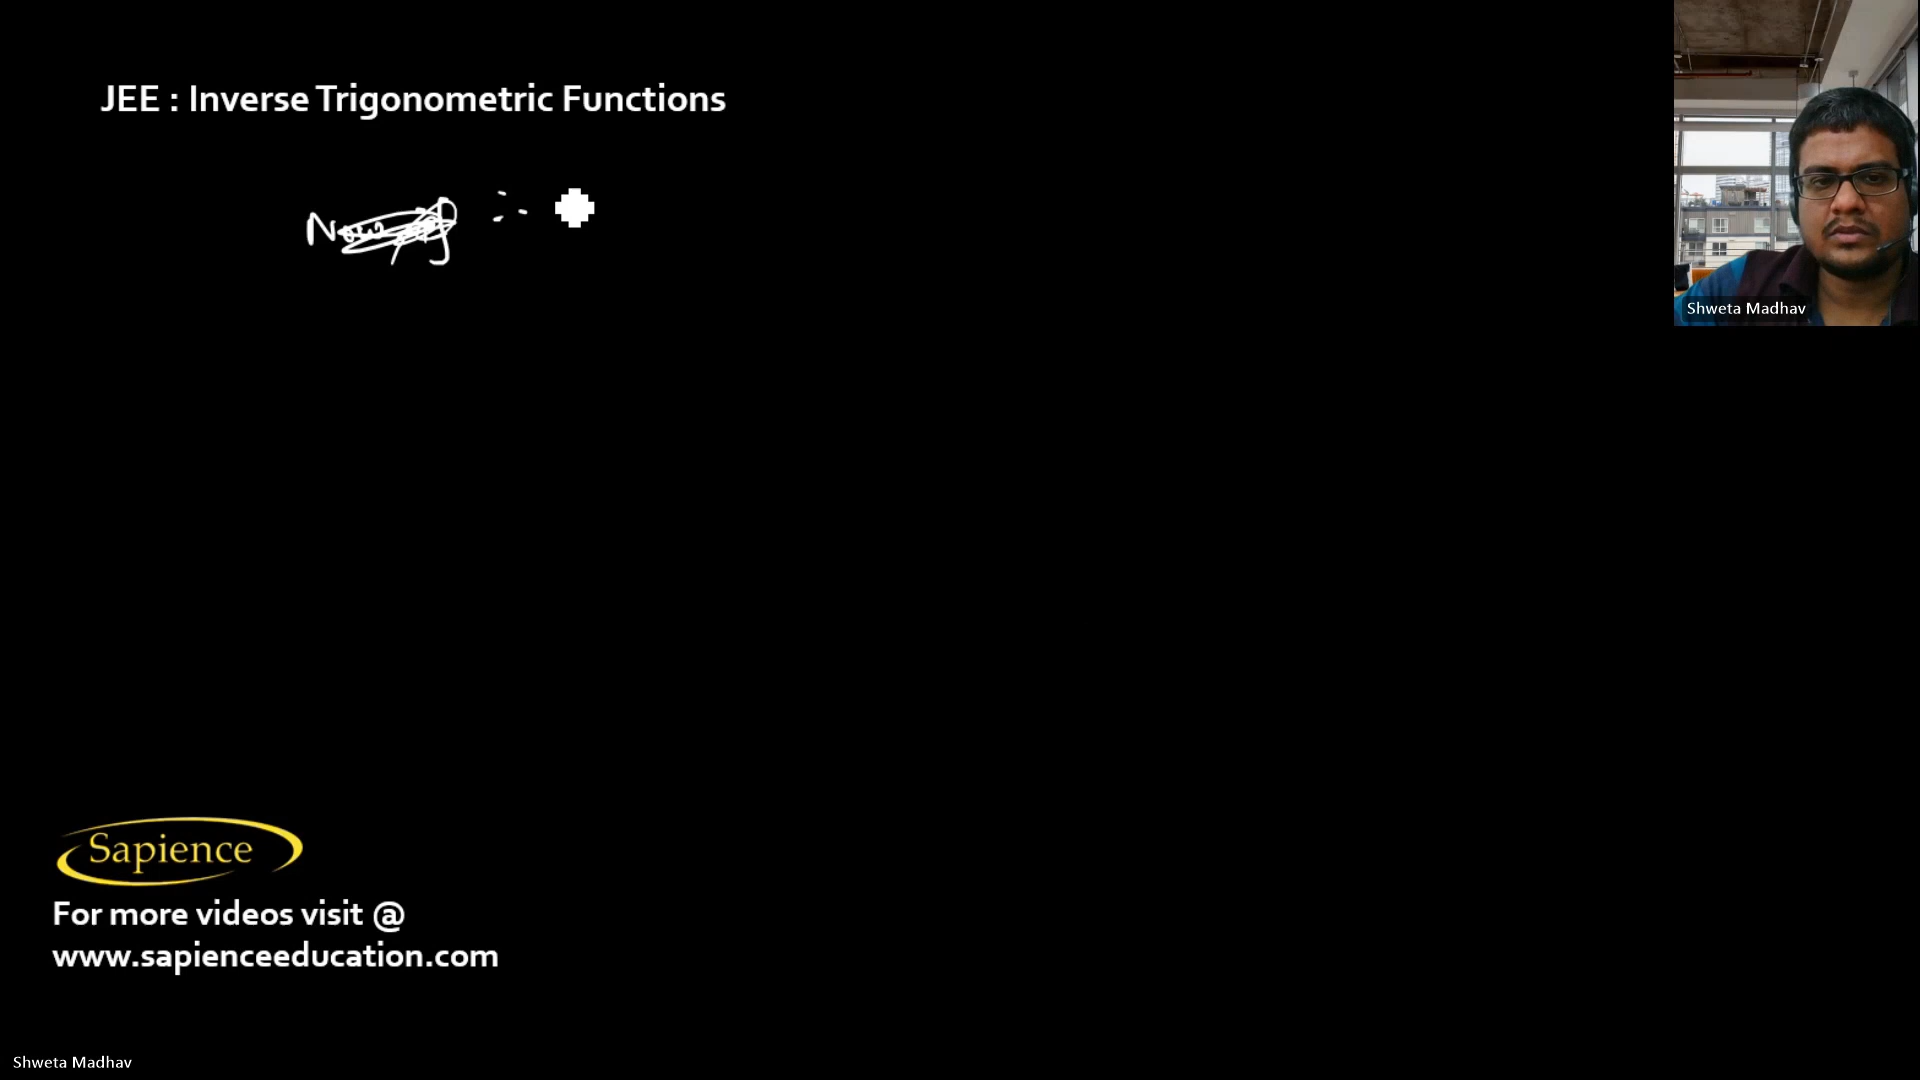 JEE : Inverse Trigonometric Functions
∴
Shweta Madhav
Sapience
For more videos visit @
www.sapienceeducation.com
Shweta Madhav